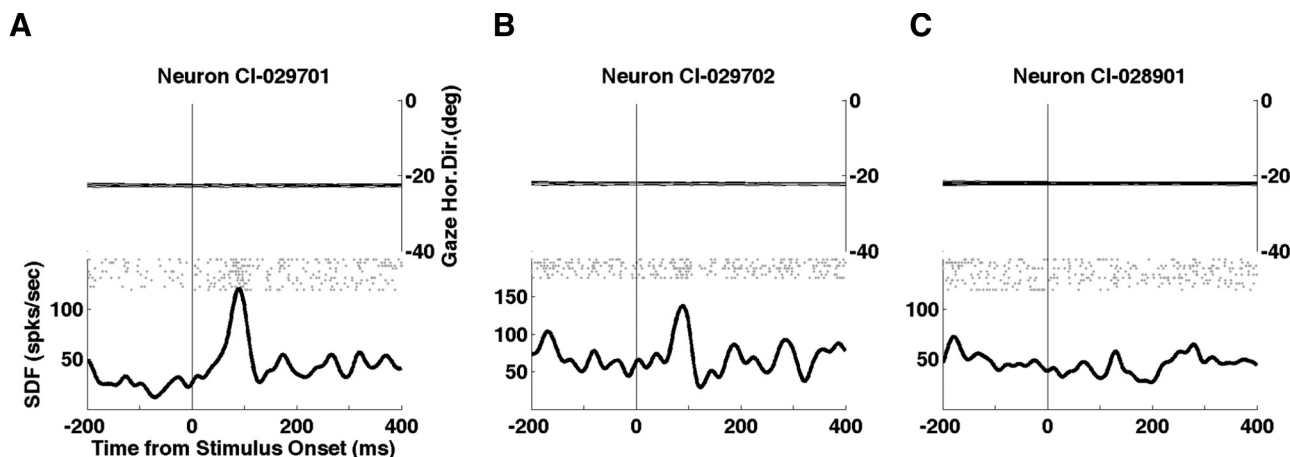 A
B
C
Neuron CI-029701
Neuron CI-029702
Neuron CI-028901
0
-20
-40
Gaze Hor.Dir.(deg)
0
-20
-40
0
-20
-40
SDF (spks/sec)
100
50
150
100
50
100
50
-200 0 200 400
-200 0 200 400
-200 0 200 400
Time from Stimulus Onset (ms)